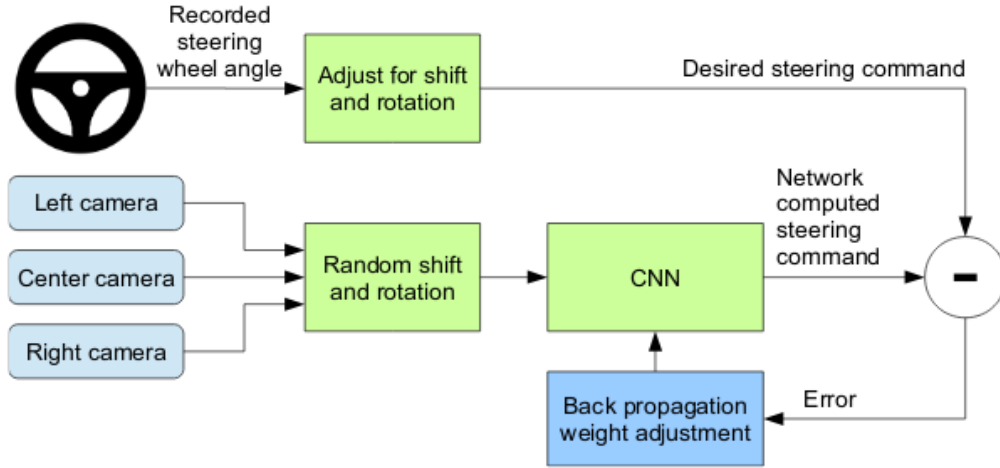 Recorded
steering
wheel angle
Adjust for shift
and rotation
Desired steering command
Left camera
Center camera
Right camera
Random shift
and rotation
CNN
Network
computed
steering
command
-
Back propagation
weight adjustment
Error